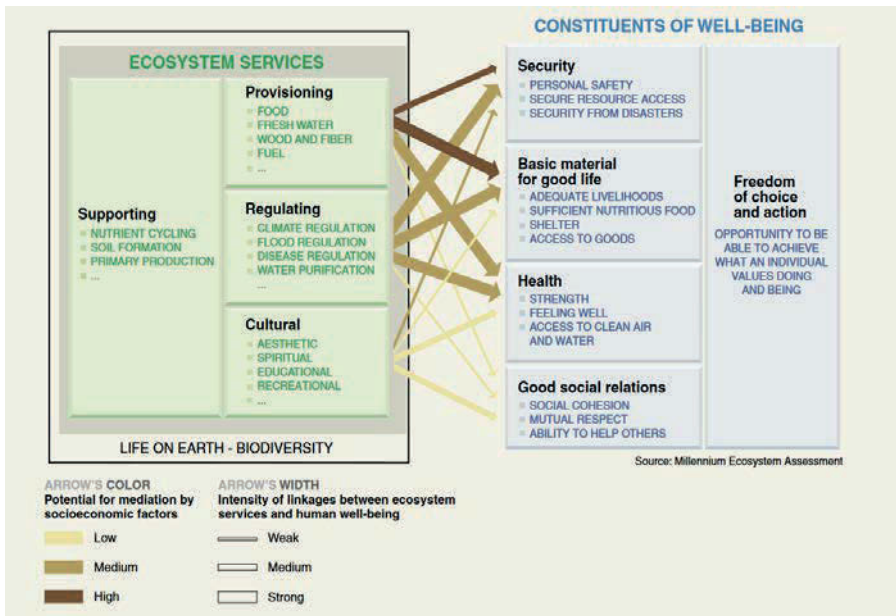 CONSTITUENTS OF WELL-BEING
ECOSYSTEM SERVICES
Supporting
NUTRIENT CYCLING
SOIL FORMATION
PRIMARY PRODUCTION
...
Provisioning
FOOD
FRESH WATER
WOOD AND FIBER
FUEL
...
Regulating
CLIMATE REGULATION
FLOOD REGULATION
DISEASE REGULATION
WATER PURIFICATION
...
Cultural
AESTHETIC
SPIRITUAL
EDUCATIONAL
RECREATIONAL
...
LIFE ON EARTH - BIODIVERSITY
Security
PERSONAL SAFETY
SECURE RESOURCE ACCESS
SECURITY FROM DISASTERS
Basic material
for good life
ADEQUATE LIVELIHOODS
SUFFICIENT NUTRITIOUS FOOD
SHELTER
ACCESS TO GOODS
Health
STRENGTH
FEELING WELL
ACCESS TO CLEAN AIR
AND WATER
Good social relations
SOCIAL COHESION
MUTUAL RESPECT
ABILITY TO HELP OTHERS
Freedom
of choice
and action
OPPORTUNITY TO BE
ABLE TO ACHIEVE
WHAT AN INDIVIDUAL
VALUES DOING
AND BEING
Source: Millennium Ecosystem Assessment
ARROW'S COLOR
Potential for mediation by
socioeconomic factors
Low
Medium
High
ARROW'S WIDTH
Intensity of linkages between ecosystem
services and human well-being
Weak
Medium
Strong